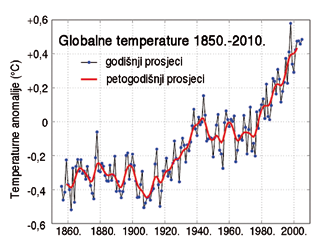 Globalne temperature 1850.-2010.
godišnji prosjeci
petogodišnji prosjeci
Temperaturne anomalije (°C)
+0,6
+0,4
+0,2
0
-0,2
-0,4
-0,6
1860. 1880. 1900. 1920. 1940. 1960. 1980. 2000.